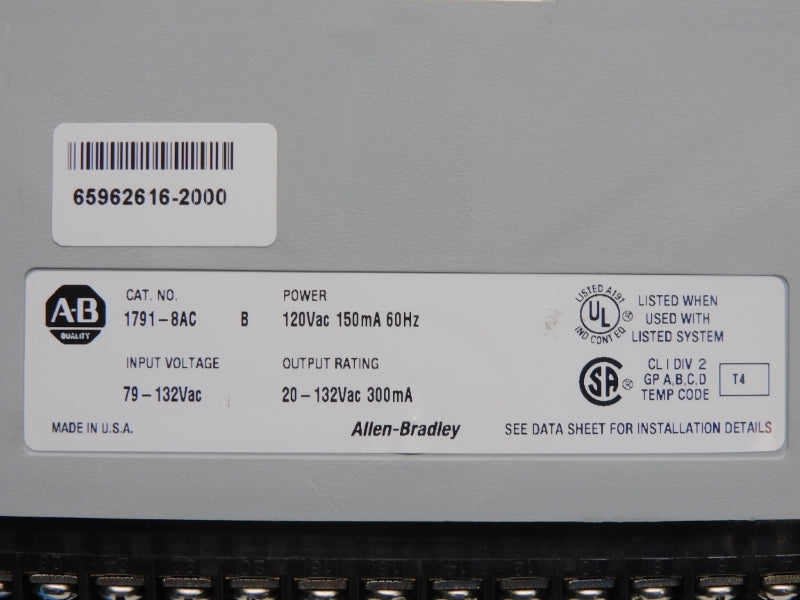 65962616-2000
A-B
QUALITY
CAT. NO.
1791-8AC B
POWER
120Vac 150mA 60Hz
INPUT VOLTAGE
79-132Vac
OUTPUT RATING
20-132Vac 300mA
MADE IN U.S.A.
Allen-Bradley
LISTED A191
UL ®
IND CONT EQ
LISTED WHEN
USED WITH
LISTED SYSTEM
SA ®
CL I DIV 2
GP A,B,C,D
TEMP CODE
T4
SEE DATA SHEET FOR INSTALLATION DETAILS